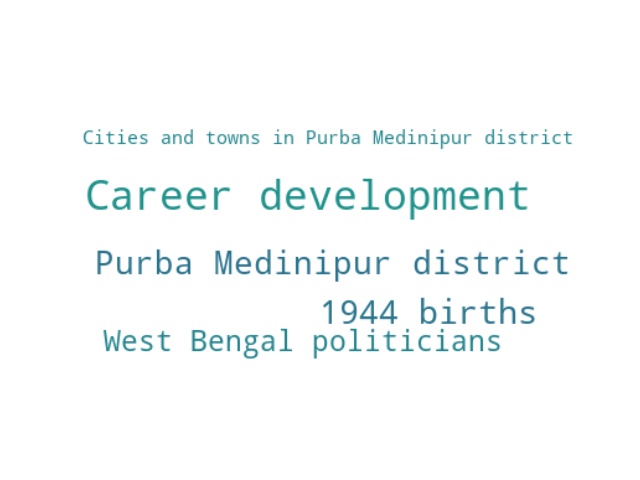 Cities and towns in Purba Medinipur district
Career development
Purba Medinipur district
1944 births
West Bengal politicians